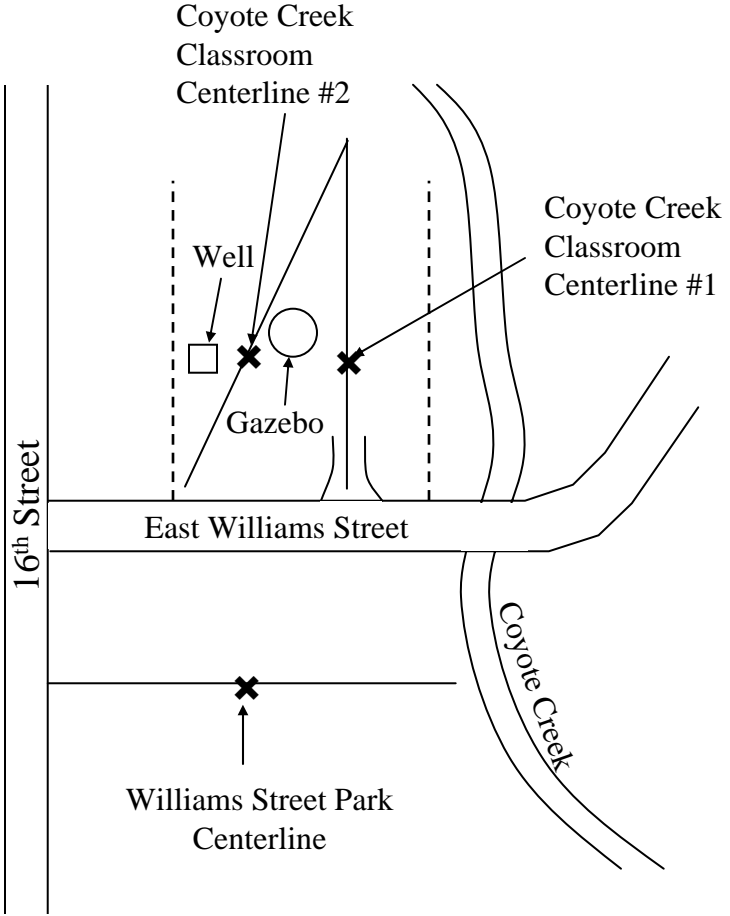 Coyote Creek
Classroom
Centerline #2
Coyote Creek
Classroom
Centerline #1
Well
Gazebo
16th Street
East Williams Street
Coyote Creek
Williams Street Park
Centerline